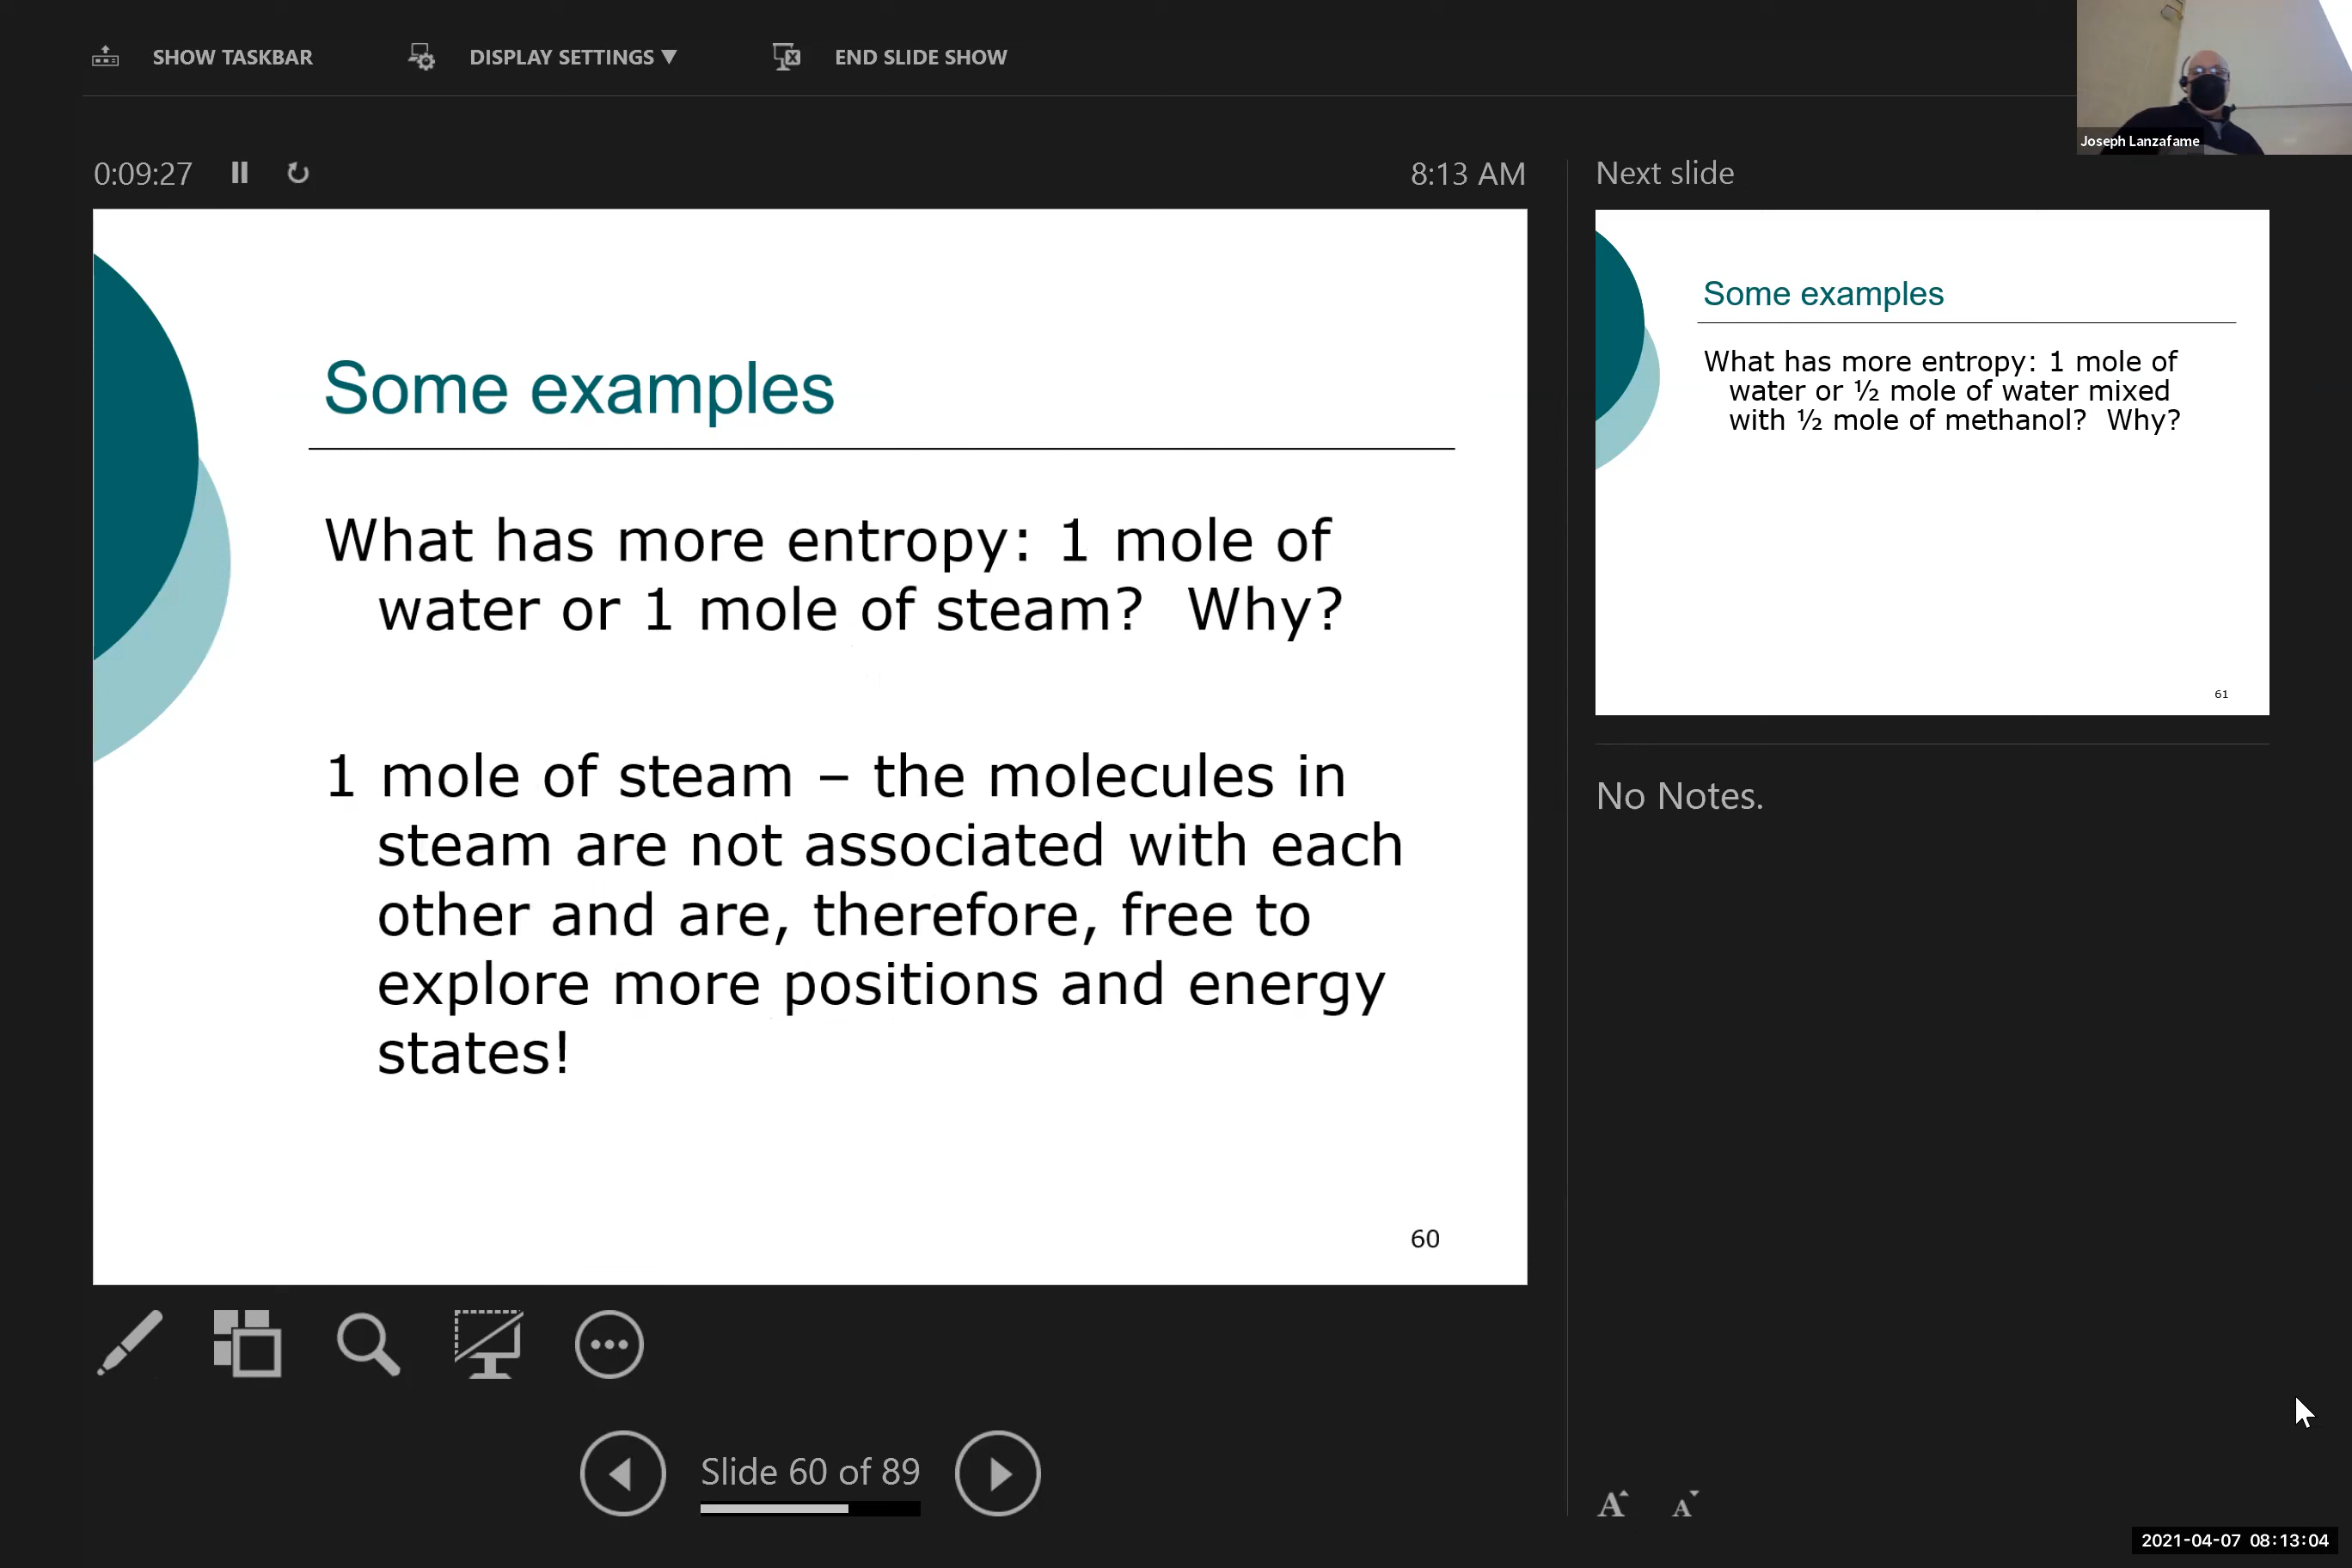 SHOW TASKBAR
DISPLAY SETTINGS ▼
END SLIDE SHOW
Joseph Lanzafame
0:09:27
8:13 AM
Next slide
Some examples
What has more entropy: 1 mole of
water or 1 mole of steam? Why?
1 mole of steam – the molecules in
steam are not associated with each
other and are, therefore, free to
explore more positions and energy
states!
60
Some examples
What has more entropy: 1 mole of
water or ½ mole of water mixed
with ½ mole of methanol? Why?
61
No Notes.
Slide 60 of 89
A A
2021-04-07 08:13:04